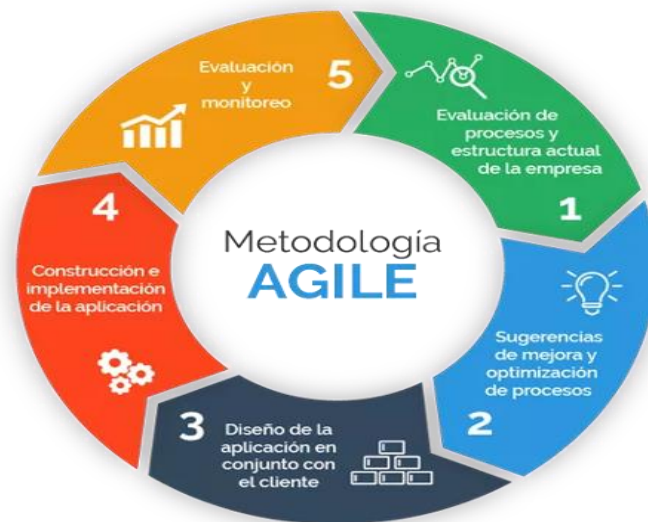 Metodología
AGILE
Evaluación de
procesos y
estructura actual
de la empresa
1
Sugerencias
de mejora y
optimización
de procesos
2
3
Diseño de la
aplicación en
conjunto con
el cliente
4
Construcción e
implementación
de la aplicación
5
Evaluación
y
monitoreo